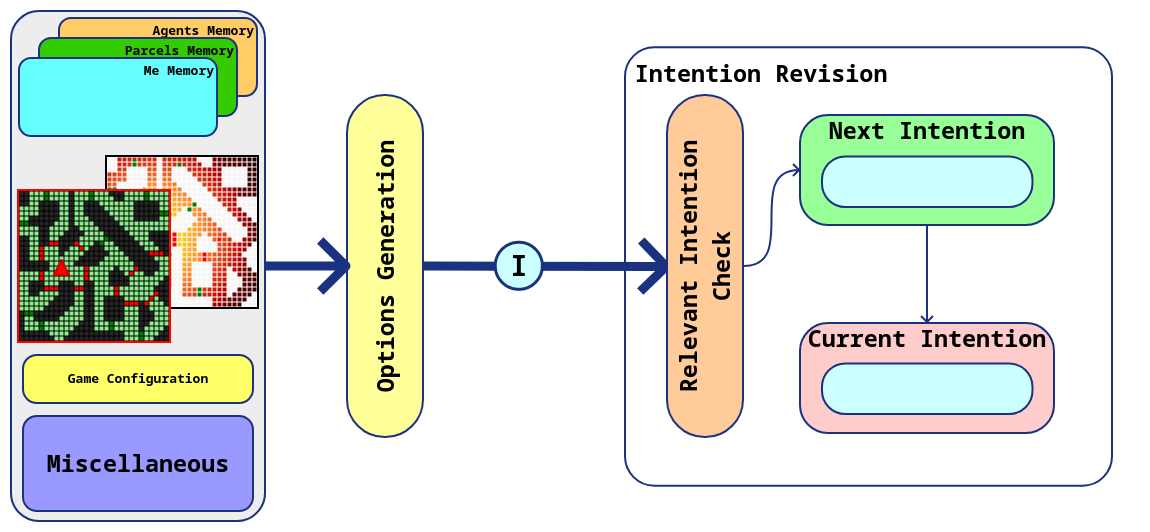 Agents Memory
Parcels Memory
Me Memory
Game Configuration
Miscellaneous
Options Generation
I
Intention Revision
Relevant Intention
Check
Next Intention
Current Intention